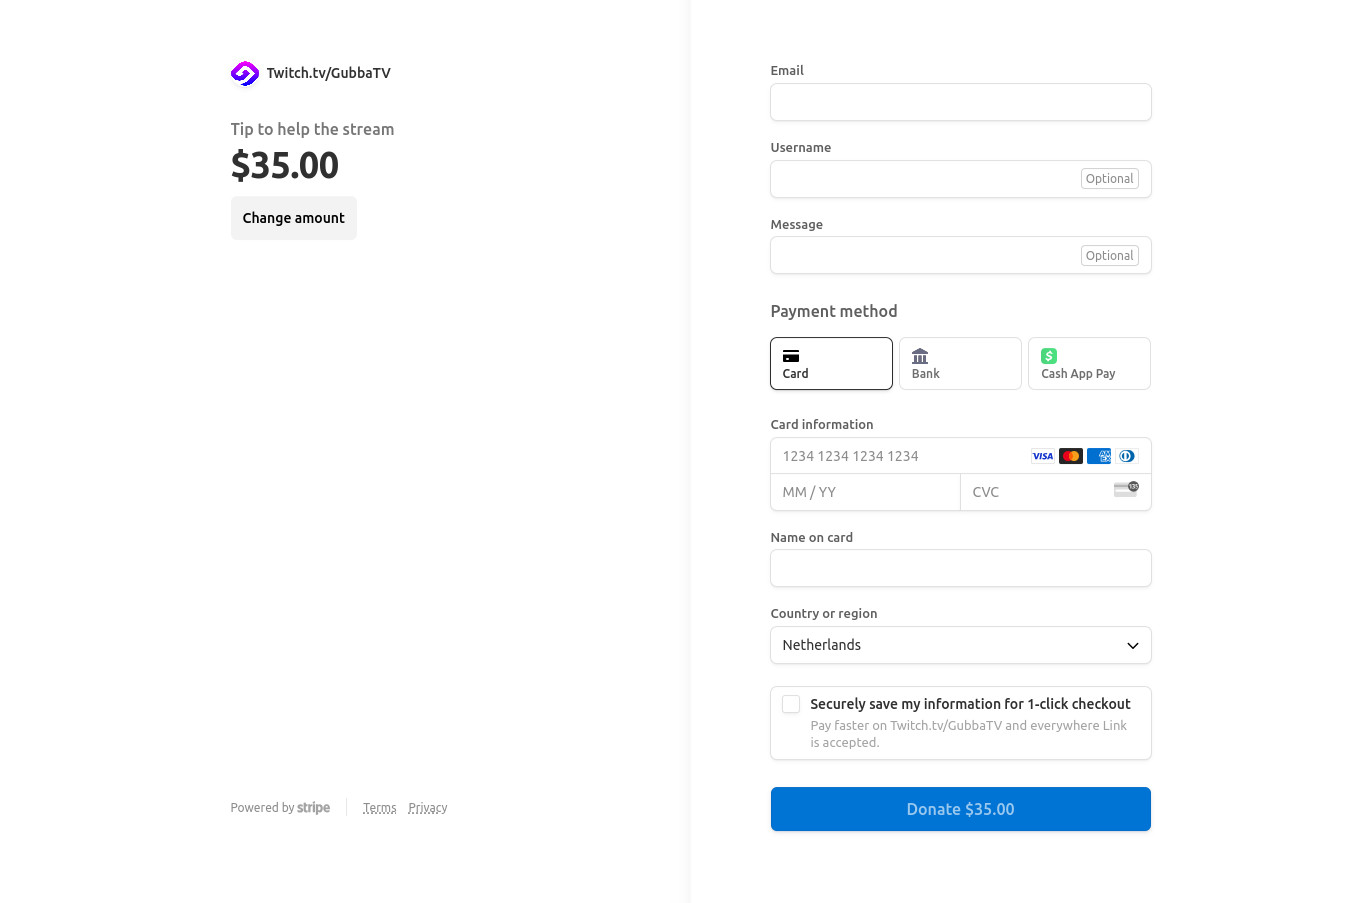 Twitch.tv/GubbaTV
Tip to help the stream
$35.00
Change amount
Powered by stripe
Terms
Privacy
Email
Username
Optional
Message
Optional
Payment method
Card
Bank
Cash App Pay
Card information
1234 1234 1234 1234
VISA
MM / YY
CVC
Name on card
Country or region
Netherlands
Securely save my information for 1-click checkout
Pay faster on Twitch.tv/GubbaTV and everywhere Link
is accepted.
Donate $35.00